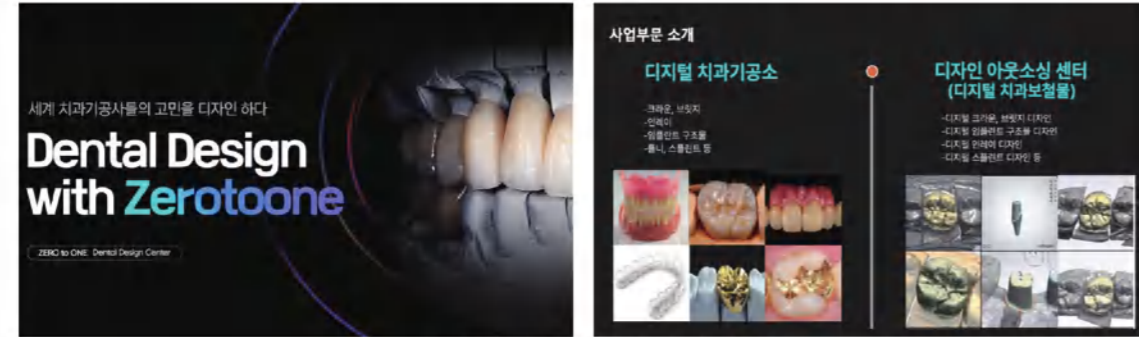 세계 치과기공사들의 고민을 디자인 하다
Dental Design
with Zerotoone
ZERO to ONE Dental Design Center
사업부문 소개
디지털 치과기공소
-크라운, 브릿지
-인레이
-임플란트 구조물
-틀니, 스플린트 등
디자인 아웃소싱 센터
(디지털 치과보철물)
-디지털 크라운, 브릿지 디자인
-디지털 임플란트 구조물 디자인
-디지털 인레이 디자인
-디지털 스플린트 디자인 등